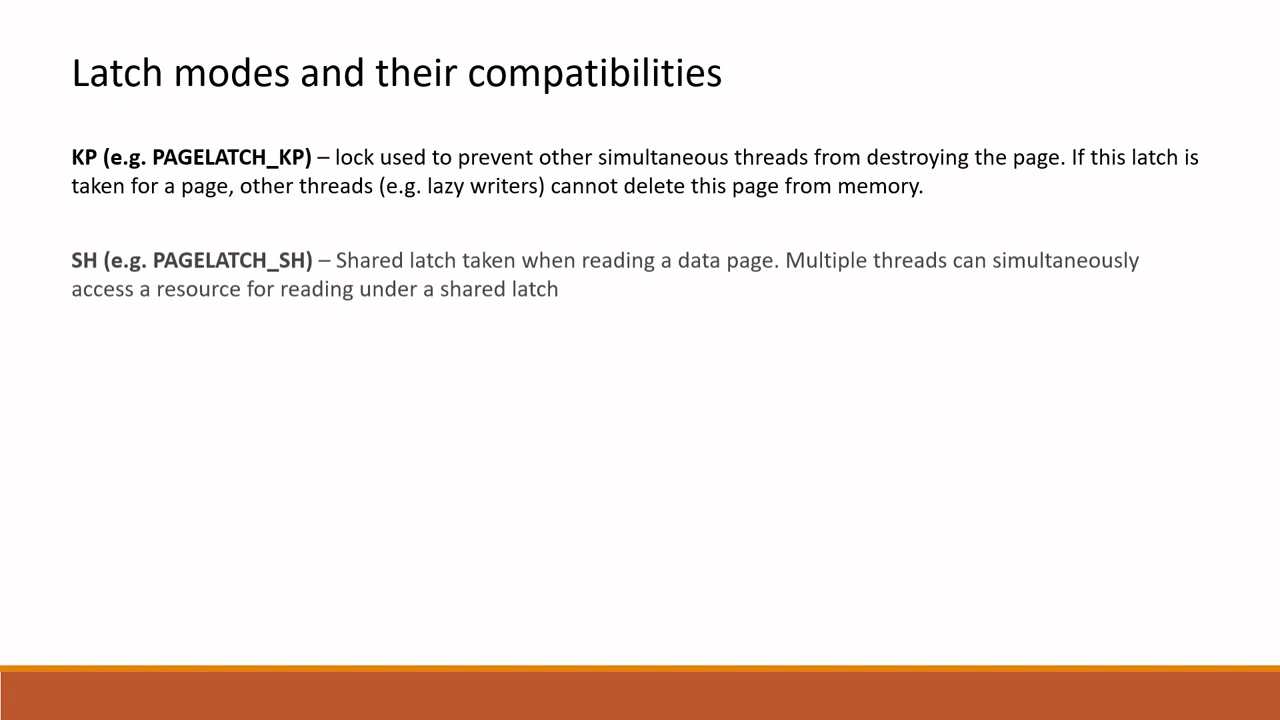 Latch modes and their compatibilities
KP (e.g. PAGELATCH_KP) – lock used to prevent other simultaneous threads from destroying the page. If this latch is
taken for a page, other threads (e.g. lazy writers) cannot delete this page from memory.
SH (e.g. PAGELATCH_SH) – Shared latch taken when reading a data page. Multiple threads can simultaneously
access a resource for reading under a shared latch